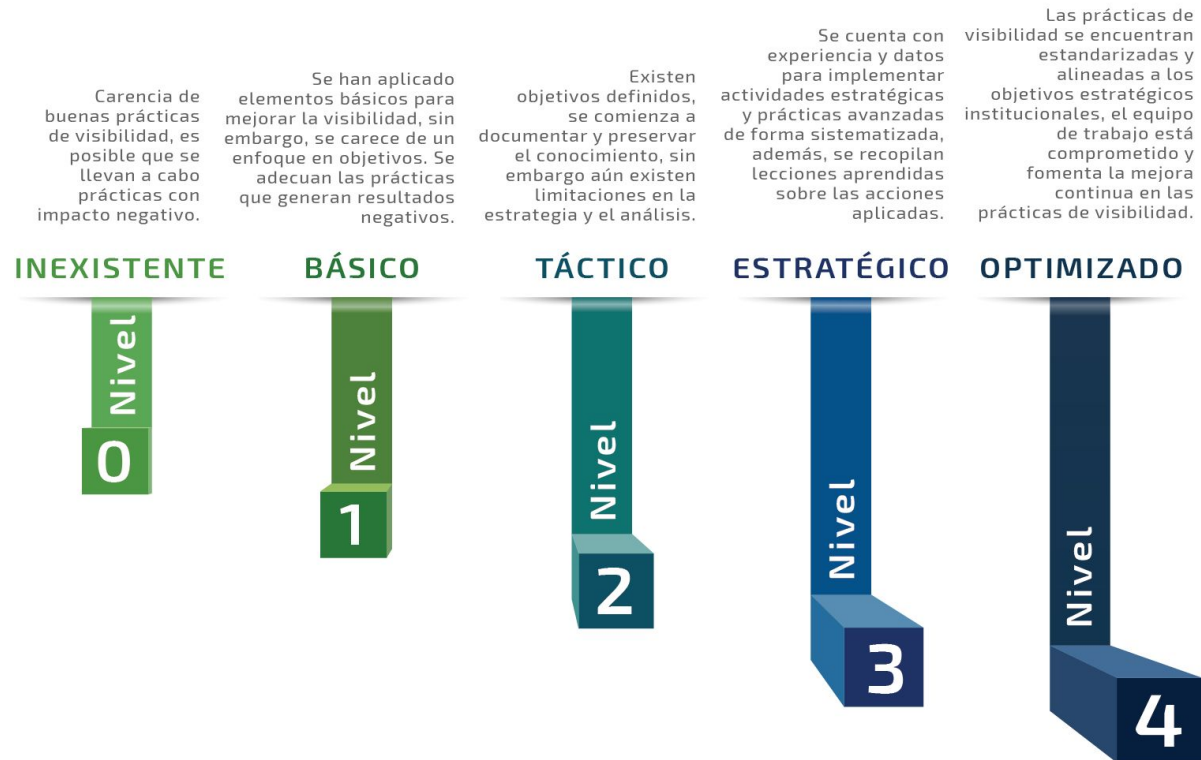 Carencia de
buenas prácticas
de visibilidad, es
posible que se
llevan a cabo
prácticas con
impacto negativo.
INEXISTENTE
Nivel
0
Se han aplicado
elementos básicos para
mejorar la visibilidad, sin
embargo, se carece de un
enfoque en objetivos. Se
adecuan las prácticas
que generan resultados
negativos.
BÁSICO
Nivel
1
Existen
objetivos definidos,
se comienza a
documentar y preservar
el conocimiento, sin
embargo aún existen
limitaciones en la
estrategia y el análisis.
TÁCTICO
Nivel
2
Se cuenta con
experiencia y datos
para implementar
actividades estratégicas
y prácticas avanzadas
de forma sistematizada,
además, se recopilan
lecciones aprendidas
sobre las acciones
aplicadas.
ESTRATÉGICO
Nivel
3
Las prácticas de
visibilidad se encuentran
estandarizadas y
alineadas a los
objetivos estratégicos
institucionales, el equipo
de trabajo está
comprometido y
fomenta la mejora
continua en las
prácticas de visibilidad.
OPTIMIZADO
Nivel
4